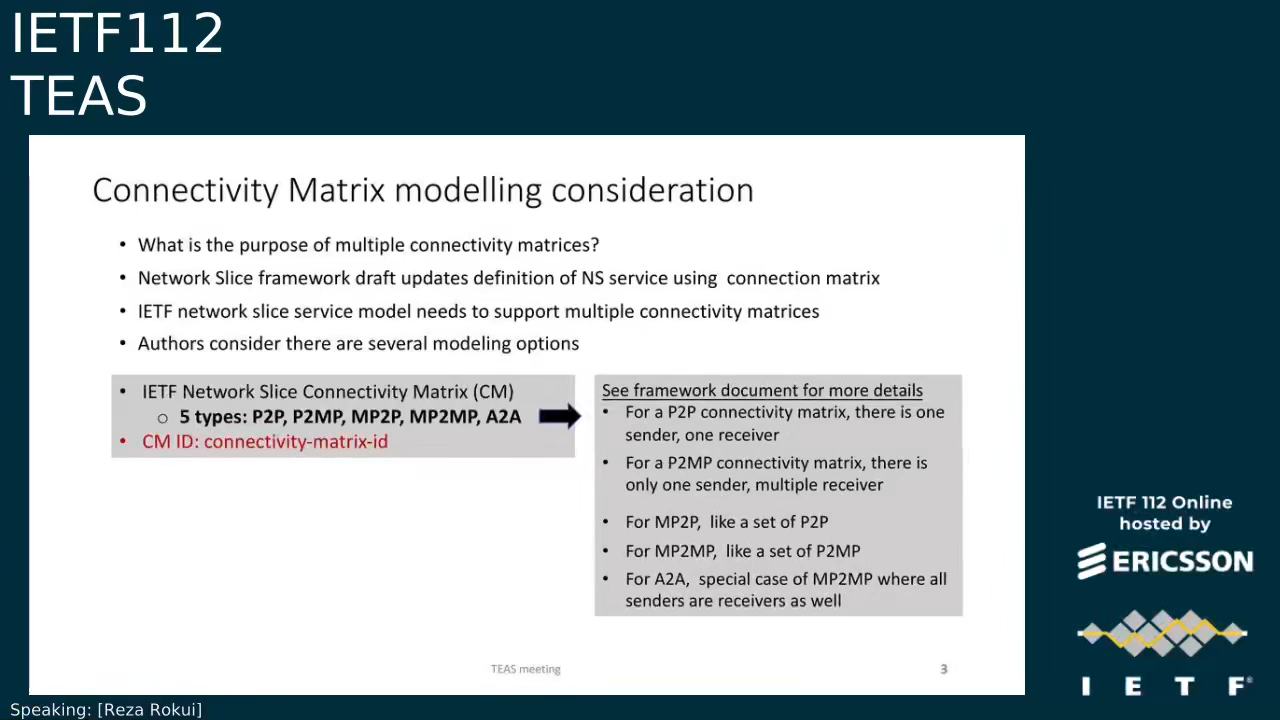 IETF112
TEAS
Connectivity Matrix modelling consideration
• What is the purpose of multiple connectivity matrices?
• Network Slice framework draft updates definition of NS service using  connection matrix
• IETF network slice service model needs to support multiple connectivity matrices
• Authors consider there are several modeling options
• IETF Network Slice Connectivity Matrix (CM)
o 5 types: P2P, P2MP, MP2P, MP2MP, A2A
• CM ID: connectivity-matrix-id
See framework document for more details
• For a P2P connectivity matrix, there is one
sender, one receiver
• For a P2MP connectivity matrix, there is
only one sender, multiple receiver
• For MP2P,  like a set of P2P
• For MP2MP,  like a set of P2MP
• For A2A,  special case of MP2MP where all
senders are receivers as well
TEAS meeting
3
IETF 112 Online
hosted by
ERICSSON
I E T F®
Speaking: [Reza Rokui]